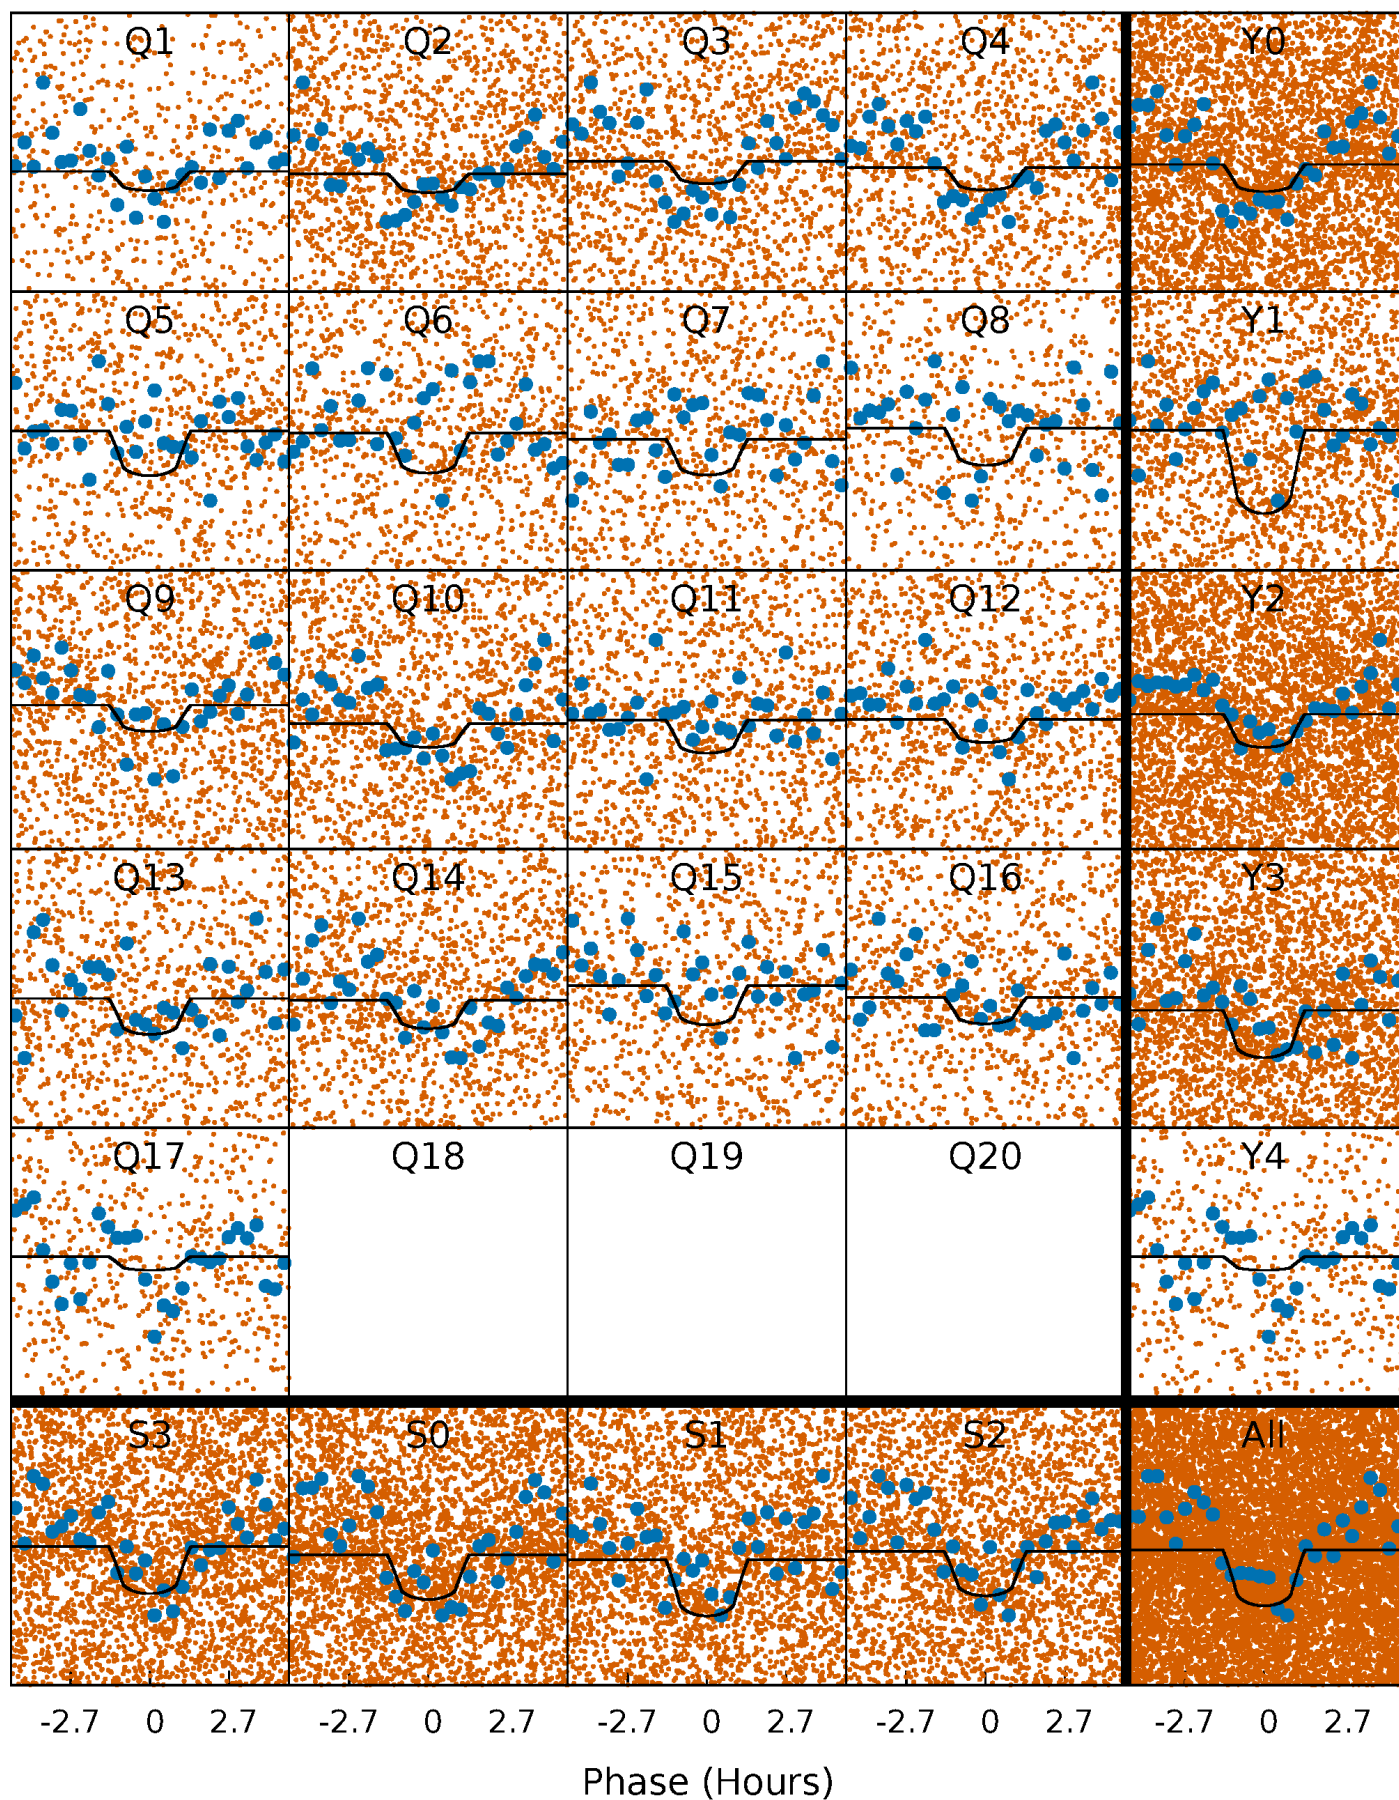 Q1 Q2 Q3 Q4 Y0
Q5 Q6 Q7 Q8 Y1
Q9 Q10 Q11 Q12 Y2
Q13 Q14 Q15 Q16 Y3
Q17 Q18 Q19 Q20 Y4
S3 S0 S1 S2 All
-2.7 0 2.7 -2.7 0 2.7 -2.7 0 2.7 -2.7 0 2.7 -2.7 0 2.7
Phase (Hours)